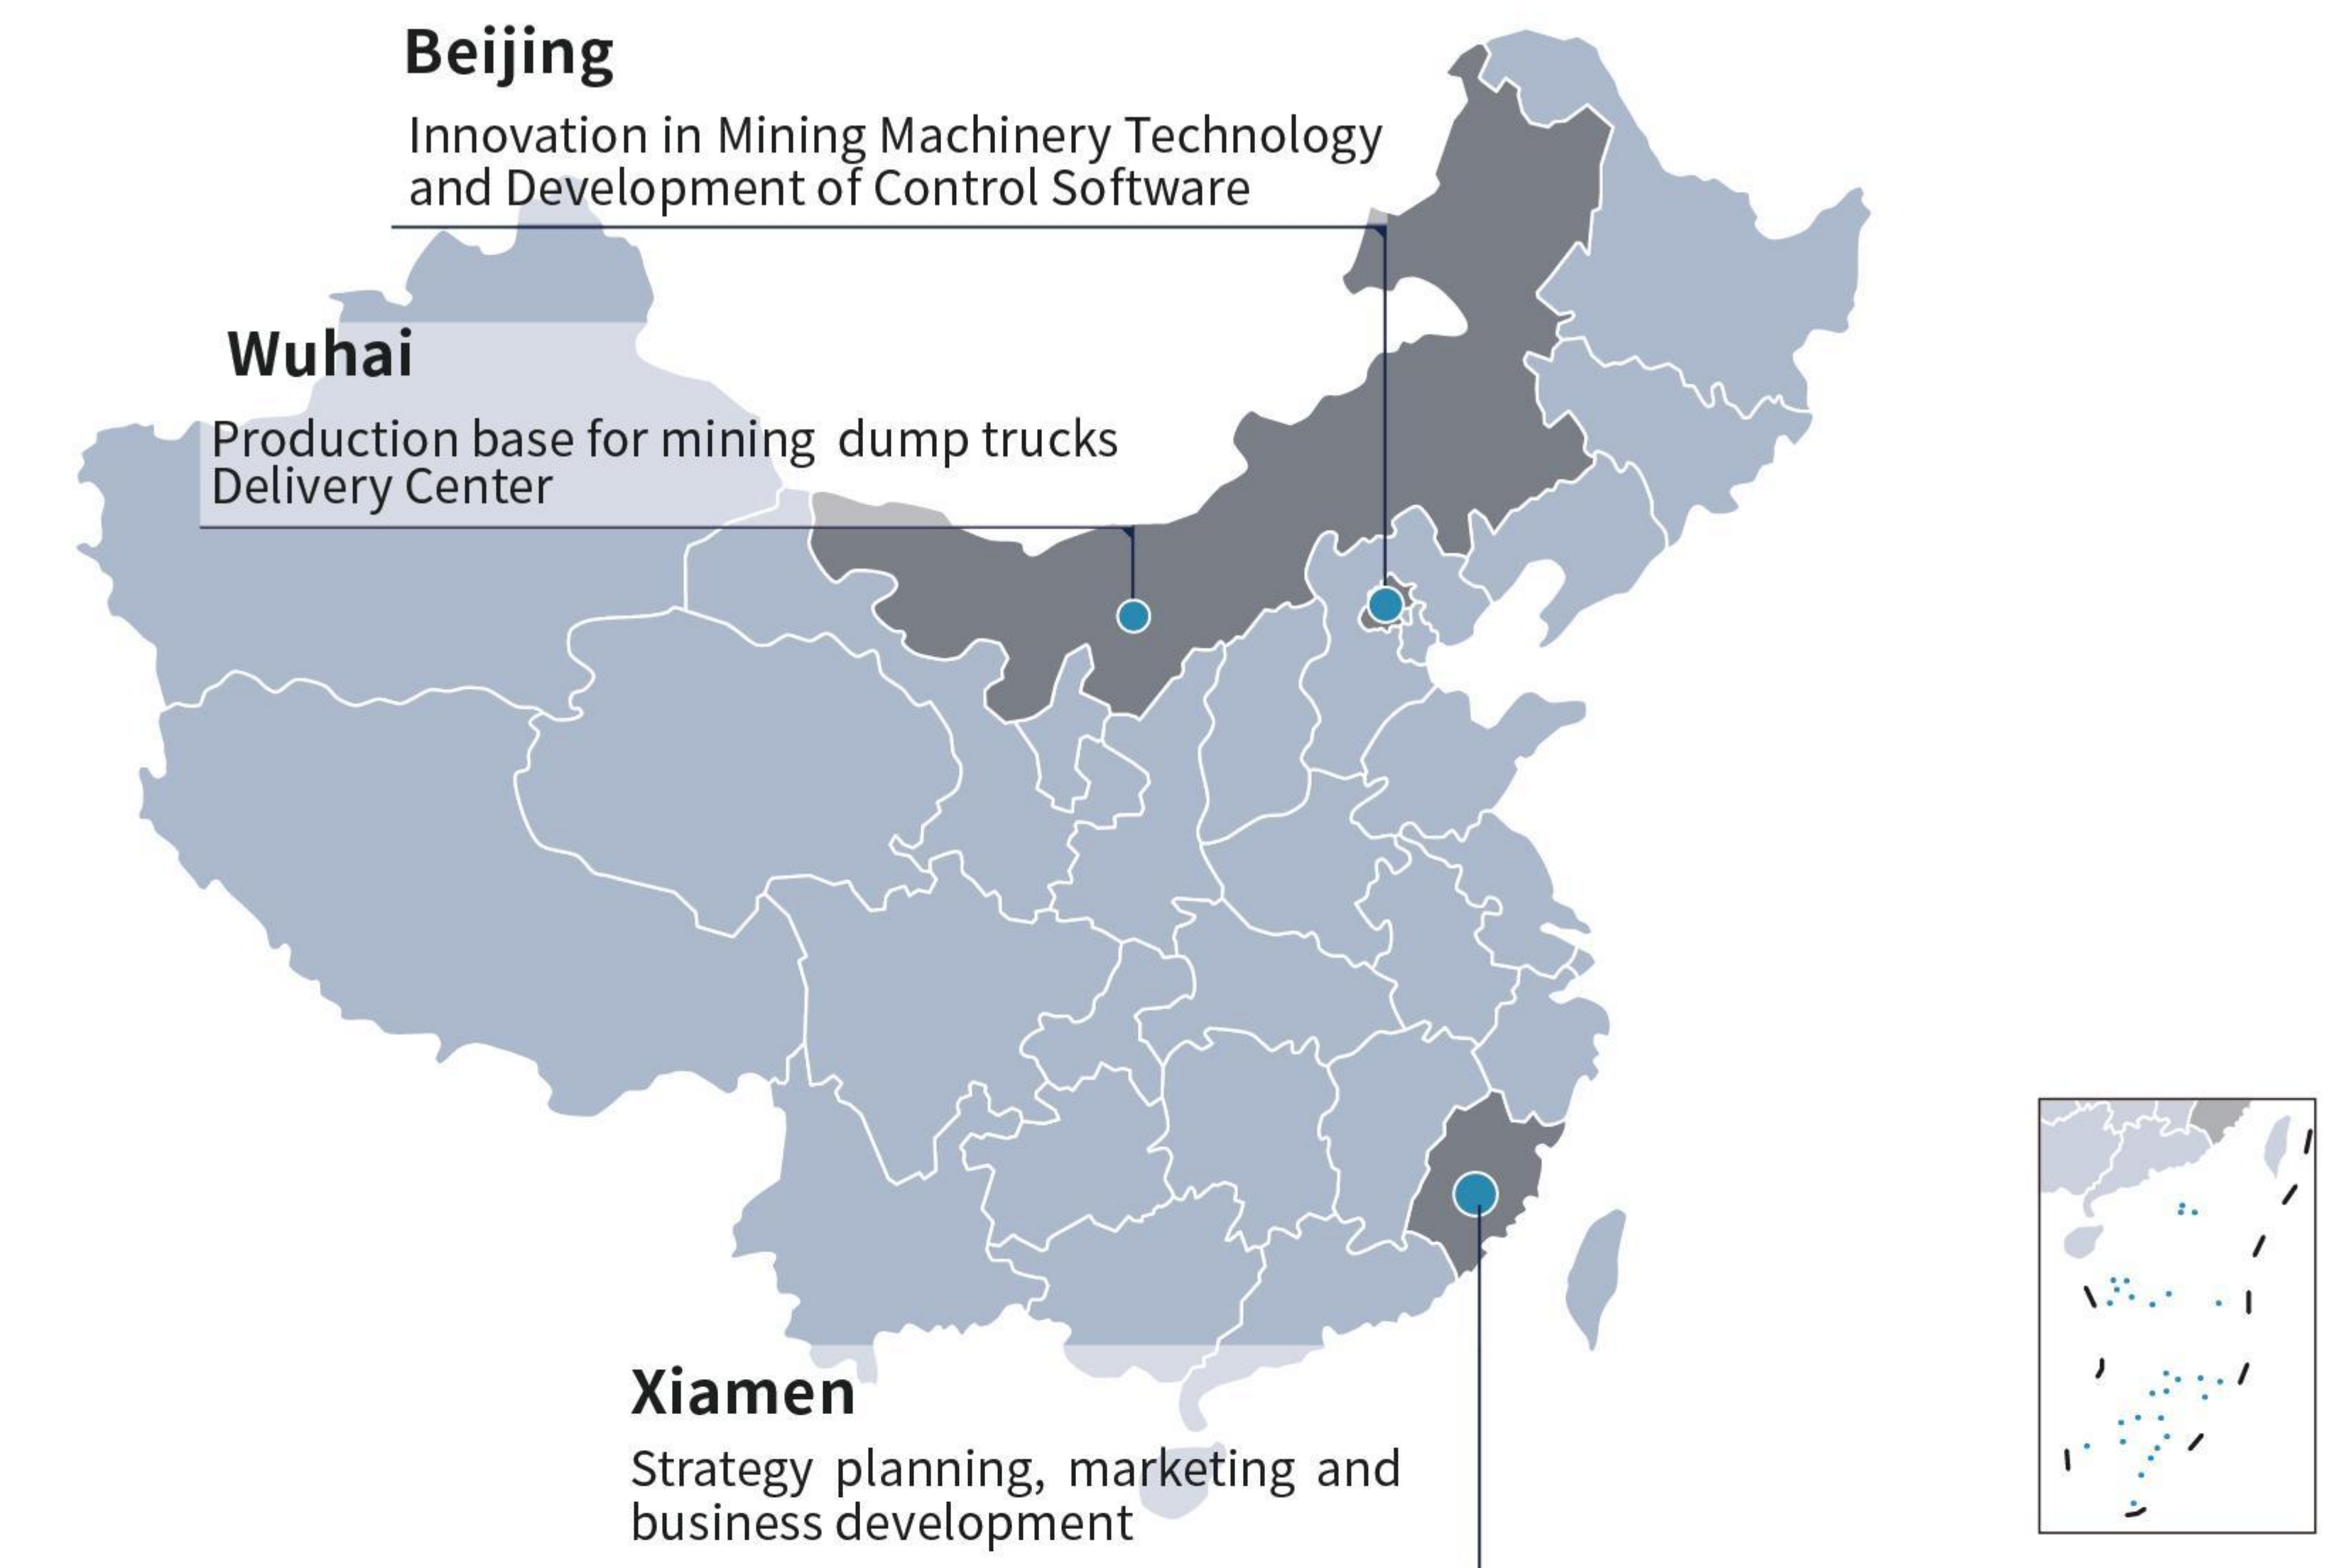 Beijing
Innovation in Mining Machinery Technology
and Development of Control Software
Wuhai
Production base for mining dump trucks
Delivery Center
Xiamen
Strategy planning, marketing and
business development